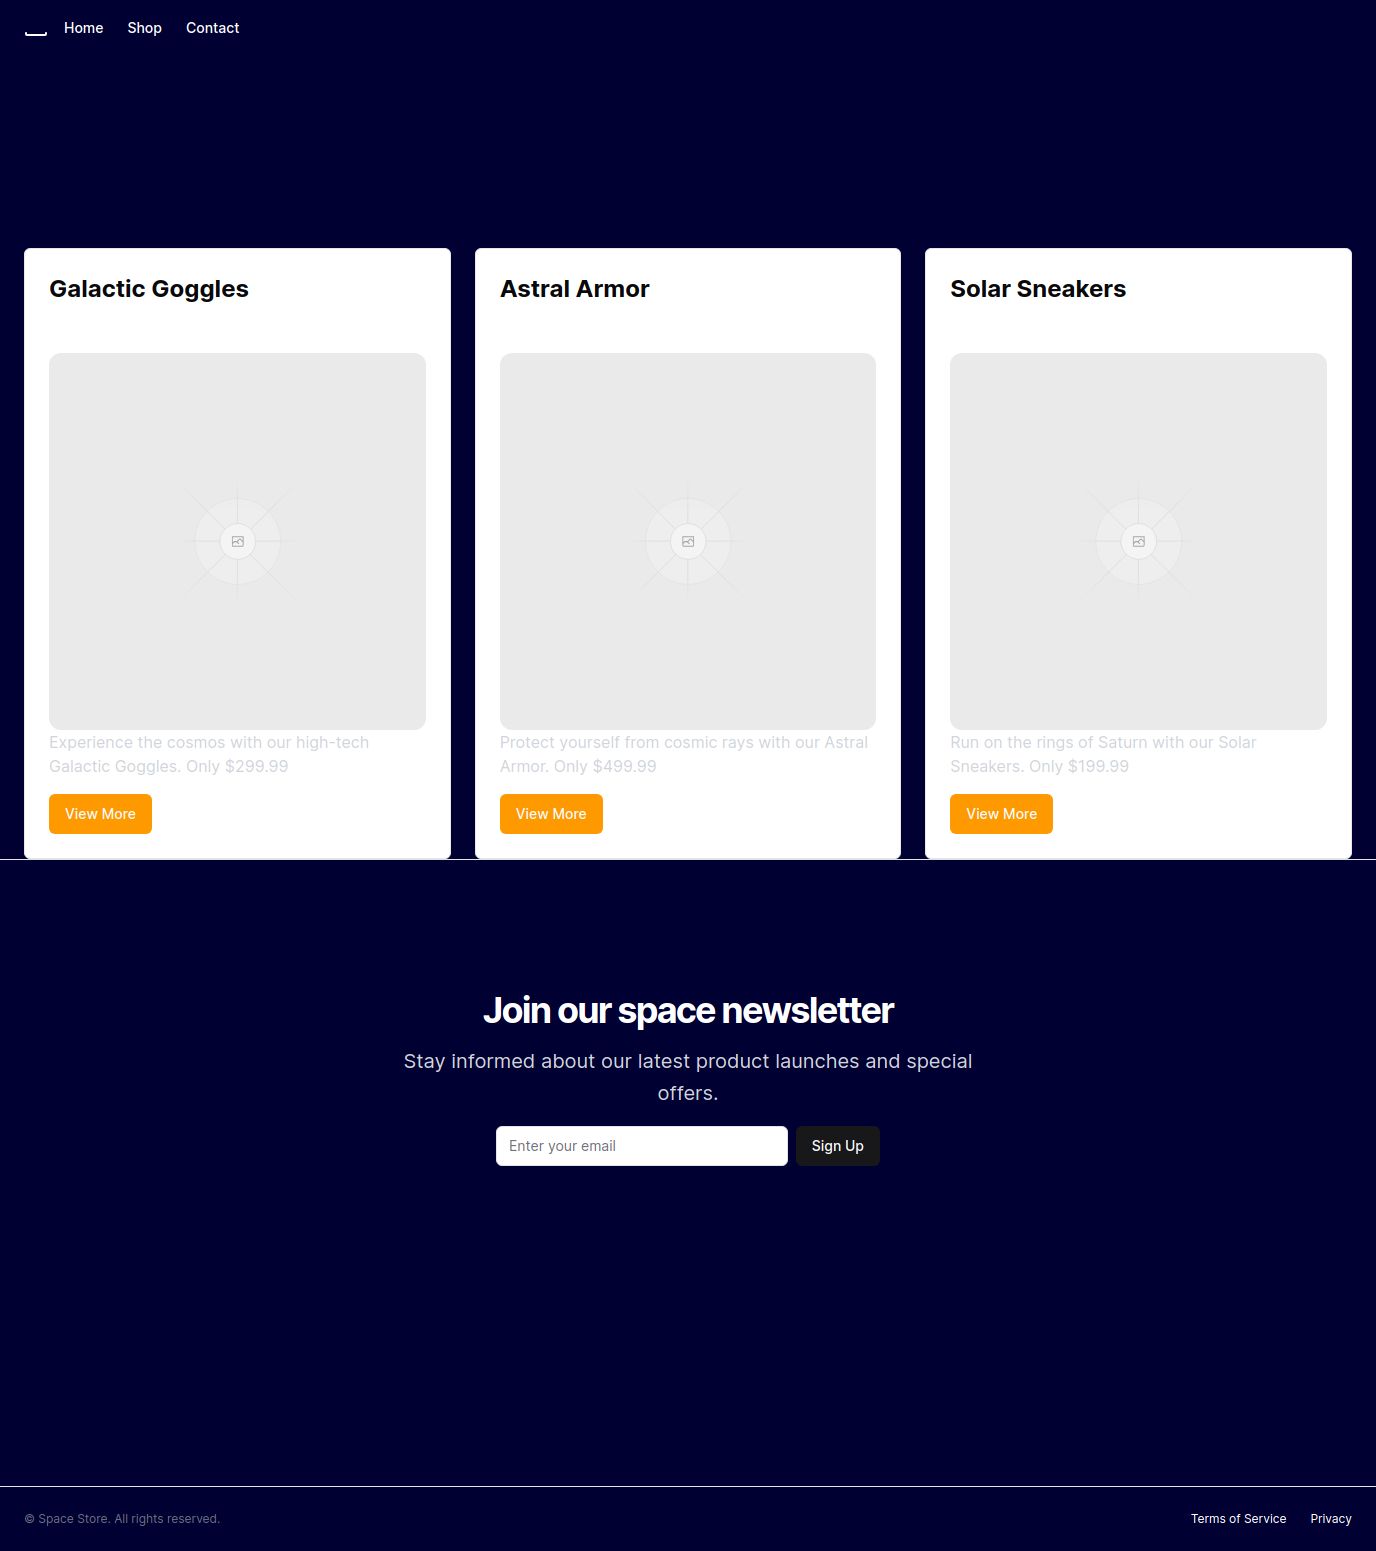 Home Shop Contact
Galactic Goggles
Experience the cosmos with our high-tech
Galactic Goggles. Only $299.99
View More
Astral Armor
Protect yourself from cosmic rays with our Astral
Armor. Only $499.99
View More
Solar Sneakers
Run on the rings of Saturn with our Solar
Sneakers. Only $199.99
View More
Join our space newsletter
Stay informed about our latest product launches and special
offers.
Enter your email
Sign Up
© Space Store. All rights reserved.
Terms of Service Privacy